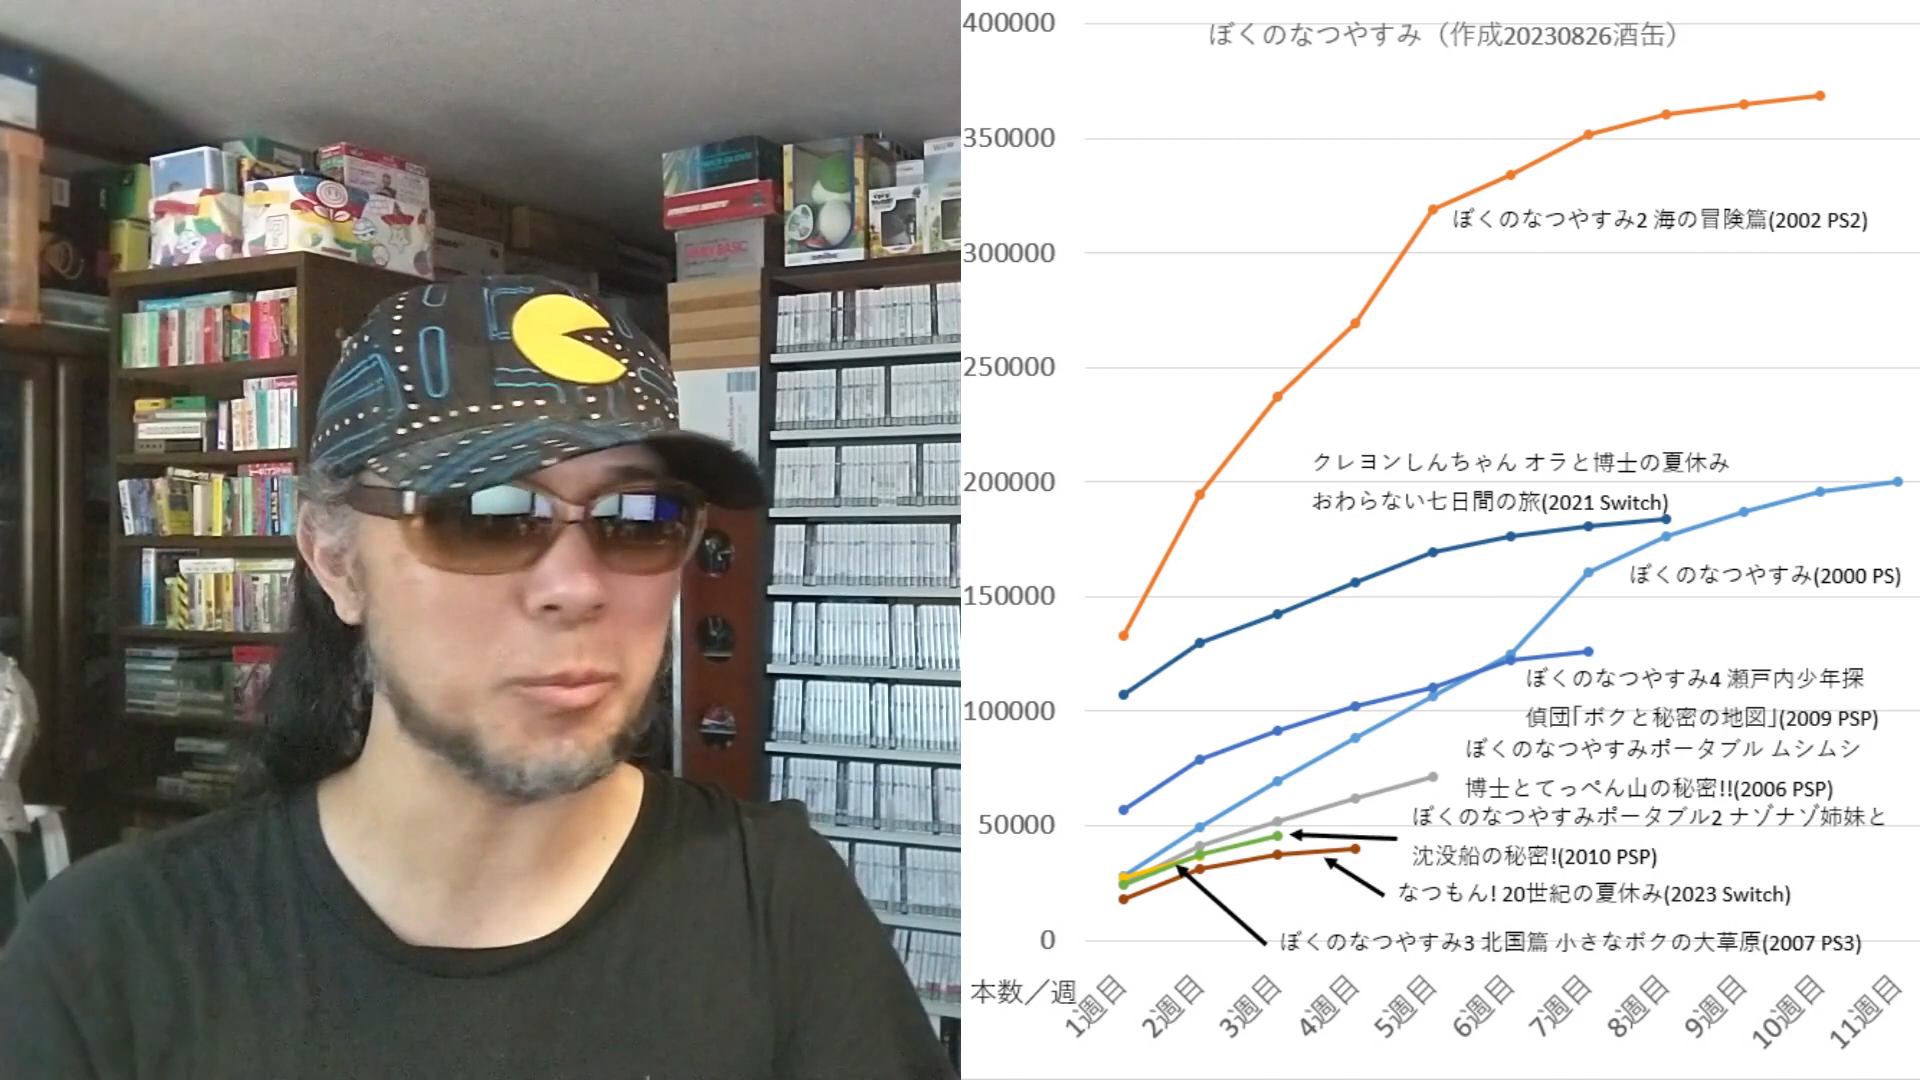 ぼくのなつやすみ（作成20230826酒缶）
400000
350000
300000
250000
200000
150000
100000
50000
0
ぼくのなつやすみ2 海の冒険篇(2002 PS2)
クレヨンしんちゃん オラと博士の夏休み
おわらない七日間の旅(2021 Switch)
ぼくのなつやすみ(2000 PS)
ぼくのなつやすみ4 瀬戸内少年探
偵団｢ボクと秘密の地図｣(2009 PSP)
ぼくのなつやすみポータブル ムシムシ
博士とてっぺん山の秘密!!(2006 PSP)
ぼくのなつやすみポータブル2 ナゾナゾ姉妹と
沈没船の秘密!(2010 PSP)
なつもん! 20世紀の夏休み(2023 Switch)
ぼくのなつやすみ3 北国篇 小さなボクの大草原(2007 PS3)
本数／週
1週目
2週目
3週目
4週目
5週目
6週目
7週目
8週目
9週目
10週目
11週目
amiibo